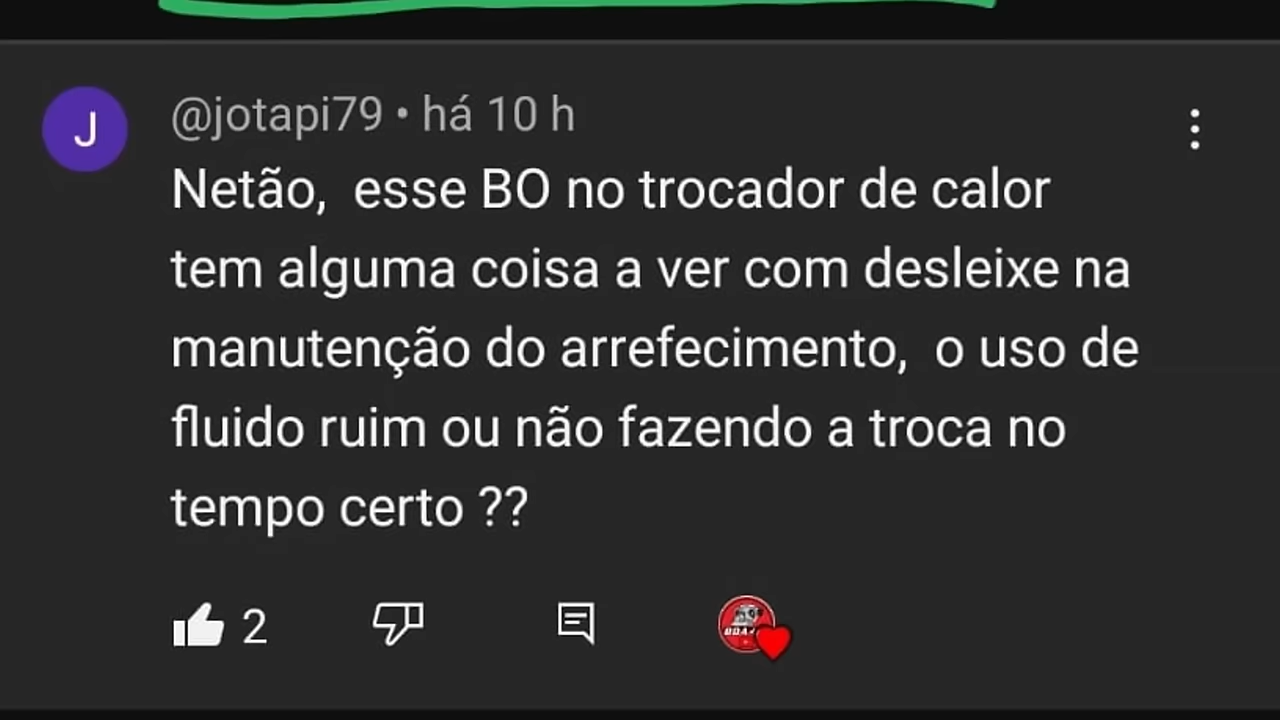 J
@jotapi79 • há 10 h
Netão, esse BO no trocador de calor
tem alguma coisa a ver com desleixe na
manutenção do arrefecimento, o uso de
fluido ruim ou não fazendo a troca no
tempo certo ??
2